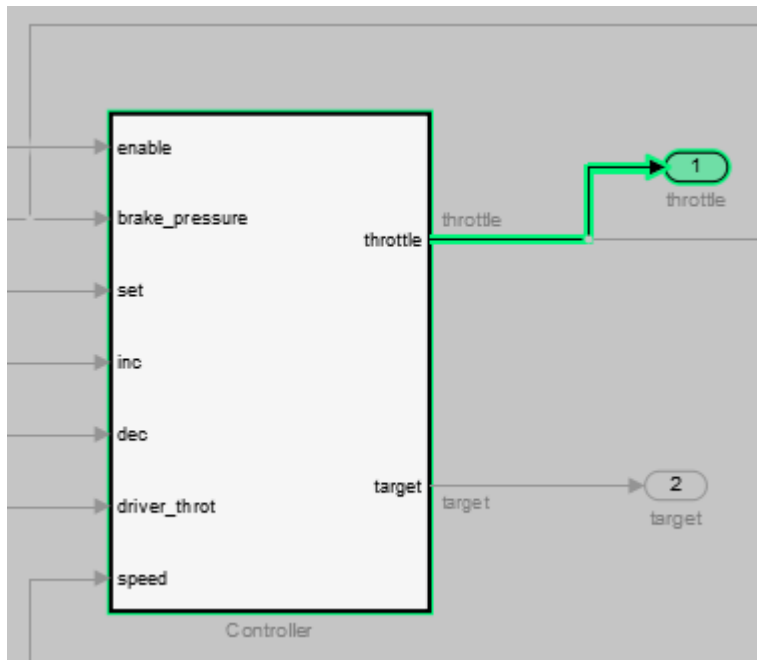 enable
brake_pressure
set
inc
dec
driver_throt
speed
throttle
target
Controller
throttle
target
1
throttle
2
target